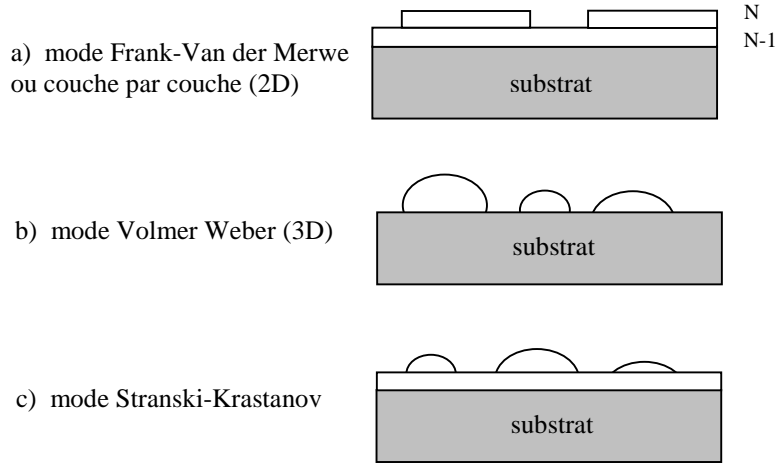 N
a) mode Frank-Van der Merwe
N-1
ou couche par couche (2D)
substrat
b) mode Volmer Weber (3D)
substrat
c) mode Stranski-Krastanov
substrat